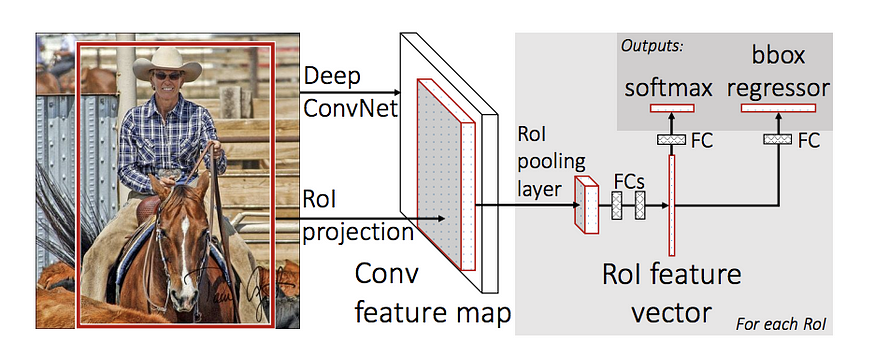 Deep
ConvNet
RoI
projection
Conv
feature map
RoI
pooling
layer
FCs
RoI feature
vector
Outputs:
softmax
bbox
regressor
FC
FC
For each RoI